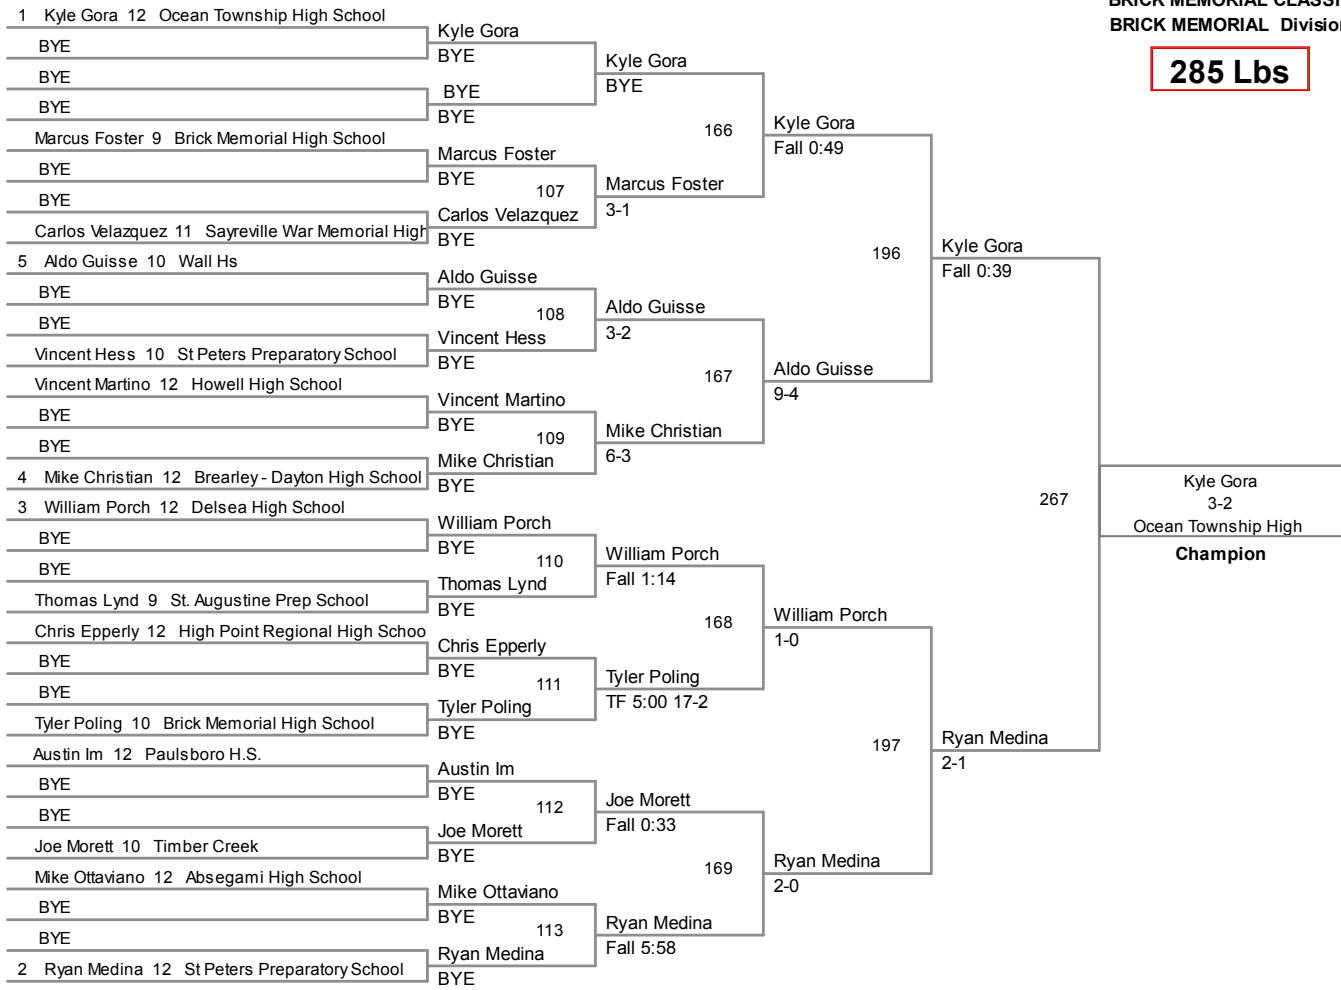 BRICK MEMORIAL CLASSI
BRICK MEMORIAL Division
285 Lbs
1 Kyle Gora 12 Ocean Township High School
BYE
BYE
BYE
Marcus Foster 9 Brick Memorial High School
BYE
BYE
Carlos Velazquez 11 Sayreville War Memorial High
5 Aldo Guisse 10 Wall Hs
BYE
BYE
Vincent Hess 10 St Peters Preparatory School
Vincent Martino 12 Howell High School
BYE
BYE
4 Mike Christian 12 Brearley - Dayton High School
3 William Porch 12 Delsea High School
BYE
BYE
Thomas Lynd 9 St. Augustine Prep School
Chris Epperly 12 High Point Regional High Schoo
BYE
BYE
Tyler Poling 10 Brick Memorial High School
Austin Im 12 Paulsboro H.S.
BYE
BYE
Joe Morett 10 Timber Creek
Mike Ottaviano 12 Absegami High School
BYE
BYE
2 Ryan Medina 12 St Peters Preparatory School
Kyle Gora
BYE
BYE
BYE
Marcus Foster
BYE
107
Carlos Velazquez
BYE
Aldo Guisse
BYE
108
Vincent Hess
BYE
Vincent Martino
BYE
109
Mike Christian
BYE
William Porch
BYE
110
Thomas Lynd
BYE
Chris Epperly
BYE
111
Tyler Poling
BYE
Austin Im
BYE
112
Joe Morett
BYE
Mike Ottaviano
BYE
113
Ryan Medina
BYE
Kyle Gora
BYE
166
Marcus Foster
3-1
Aldo Guisse
3-2
167
Mike Christian
6-3
William Porch
Fall 1:14
168
Tyler Poling
TF 5:00 17-2
Joe Morett
Fall 0:33
169
Ryan Medina
Fall 5:58
Kyle Gora
Fall 0:49
196
Aldo Guisse
9-4
William Porch
1-0
197
Ryan Medina
2-0
Kyle Gora
Fall 0:39
267
Ryan Medina
2-1
Kyle Gora
3-2
Ocean Township High
Champion